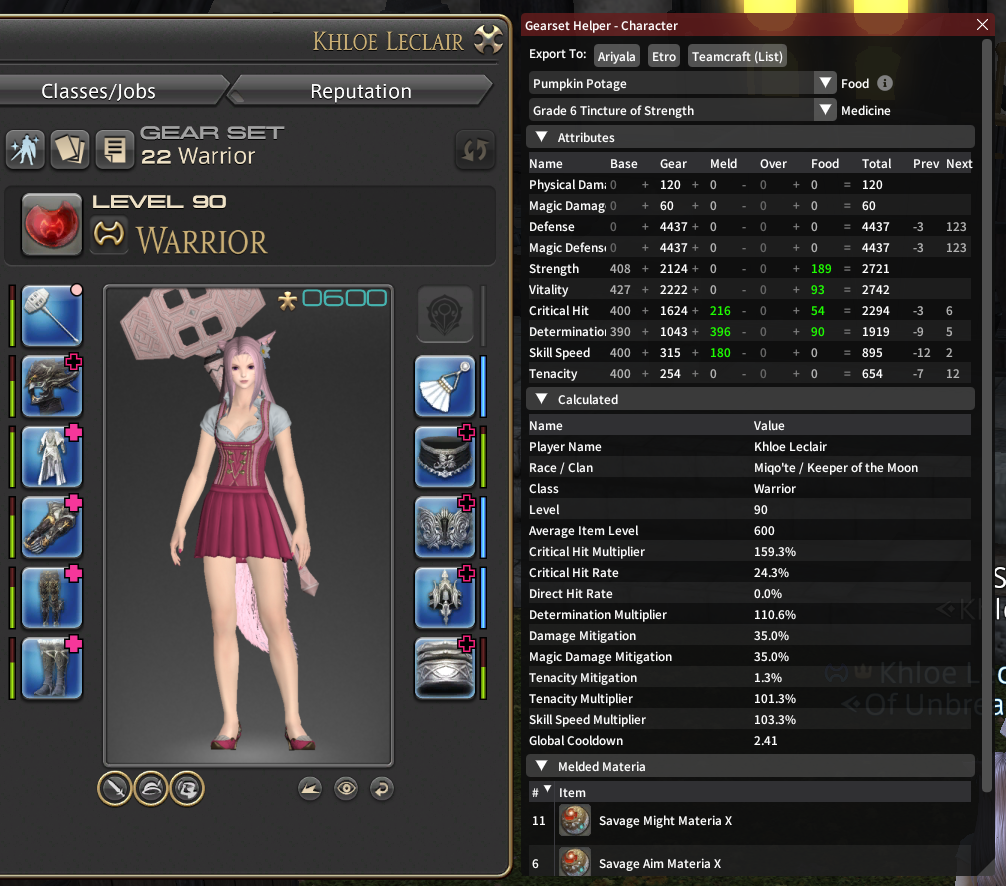 KHLOE LECLAIR
Classes/Jobs
Reputation
GEAR SET
22 Warrior
LEVEL 90
WARRIOR
0600
Gearset Helper - Character
Export To: Ariyala Etro Teamcraft (List)
Pumpkin Potage Food
Grade 6 Tincture of Strength Medicine
Attributes
Name Base Gear Meld Over Food Total Prev Next
Physical Dama 0 + 120 + 0 - 0 + 0 = 120
Magic Damag 0 + 60 + 0 - 0 + 0 = 60
Defense 0 + 4437 + 0 - 0 + 0 = 4437 -3 123
Magic Defense 0 + 4437 + 0 - 0 + 0 = 4437 -3 123
Strength 408 + 2124 + 0 - 0 + 189 = 2721
Vitality 427 + 2222 + 0 - 0 + 93 = 2742
Critical Hit 400 + 1624 + 216 - 0 + 54 = 2294 -3 6
Determination 390 + 1043 + 396 - 0 + 90 = 1919 -9 5
Skill Speed 400 + 315 + 180 - 0 + 0 = 895 -12 2
Tenacity 400 + 254 + 0 - 0 + 0 = 654 -7 12
Calculated
Name Value
Player Name Khloe Leclair
Race / Clan Miqo'te / Keeper of the Moon
Class Warrior
Level 90
Average Item Level 600
Critical Hit Multiplier 159.3%
Critical Hit Rate 24.3%
Direct Hit Rate 0.0%
Determination Multiplier 110.6%
Damage Mitigation 35.0%
Magic Damage Mitigation 35.0%
Tenacity Mitigation 1.3%
Tenacity Multiplier 101.3%
Skill Speed Multiplier 103.3%
Global Cooldown 2.41
Melded Materia
# Item
11 Savage Might Materia X
6 Savage Aim Materia X
Khloe Lec
Of Unbrea